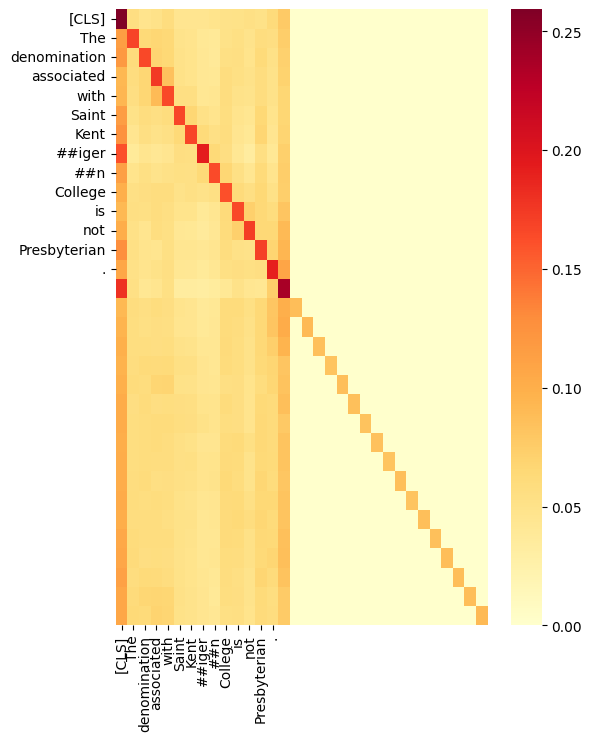 [CLS]
The
denomination
associated
with
Saint
Kent
##iger
##n
College
is
not
Presbyterian
.
0.25
0.20
0.15
0.10
0.05
0.00
[CLS]
The
denomination
associated
with
Saint
Kent
##iger
##n
College
is
not
Presbyterian
.